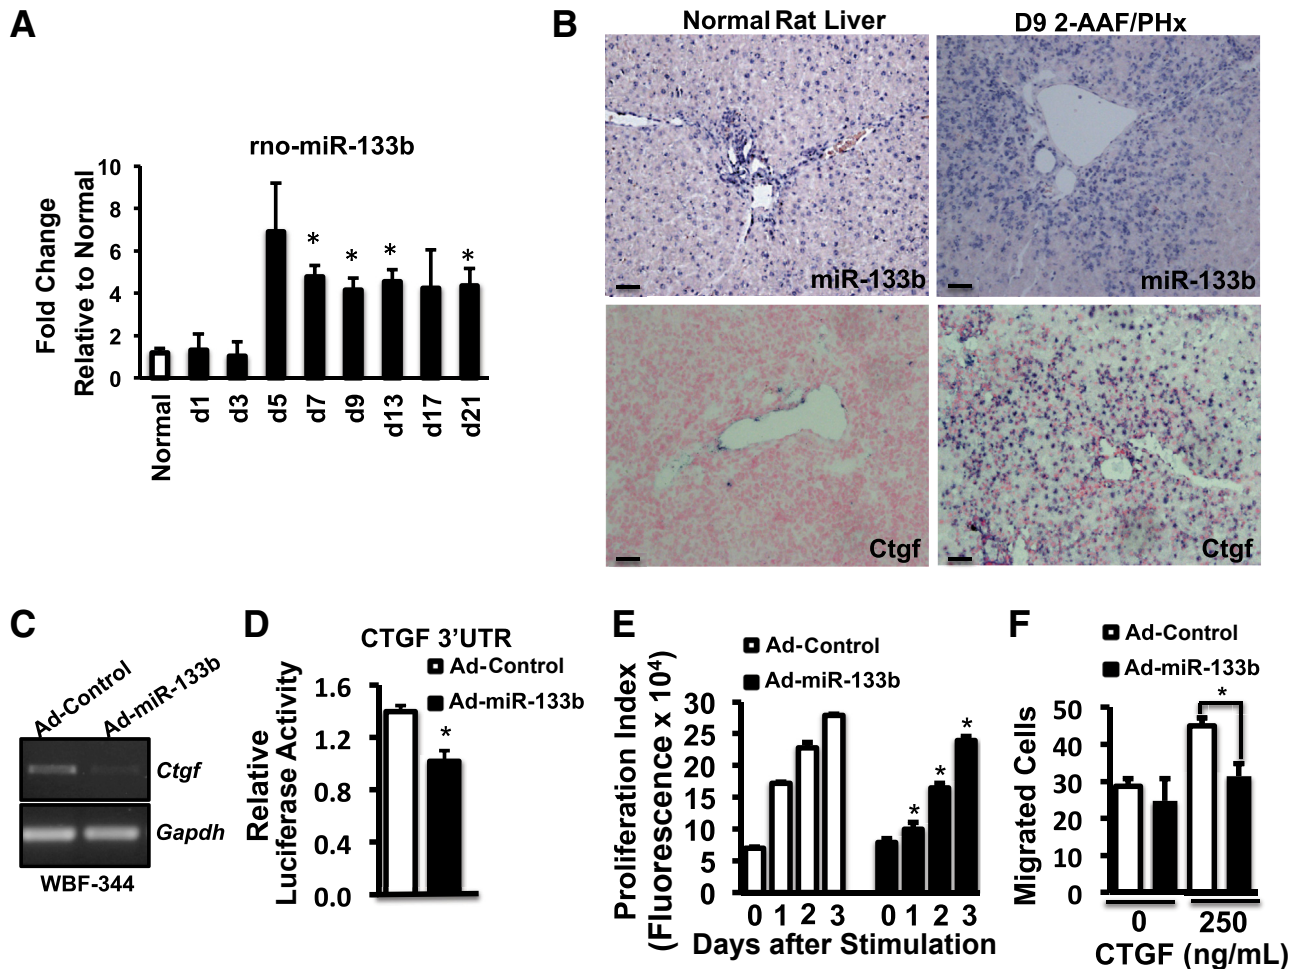 A
rno-miR-133b
Fold Change
Relative to Normal
10
8
6
4
2
0
* * * *
Normal d1 d3 d5 d7 d9 d13 d17 d21
B
Normal Rat Liver
D9 2-AAF/PHx
miR-133b
miR-133b
Ctgf
Ctgf
C
Ad-Control
Ad-miR-133b
Ctgf
Gapdh
WBF-344
D
CTGF 3’UTR
Ad-Control
Ad-miR-133b
Relative
Luciferase Activity
1.6
1.2
0.8
0.4
0.0
*
E
Ad-Control
Ad-miR-133b
Proliferation Index
(Fluorescence x 10⁴)
30
25
20
15
10
5
0
* * *
0 1 2 3 0 1 2 3
Days after Stimulation
F
Ad-Control
Ad-miR-133b
Migrated Cells
50
40
30
20
10
0
*
0 250
CTGF (ng/mL)